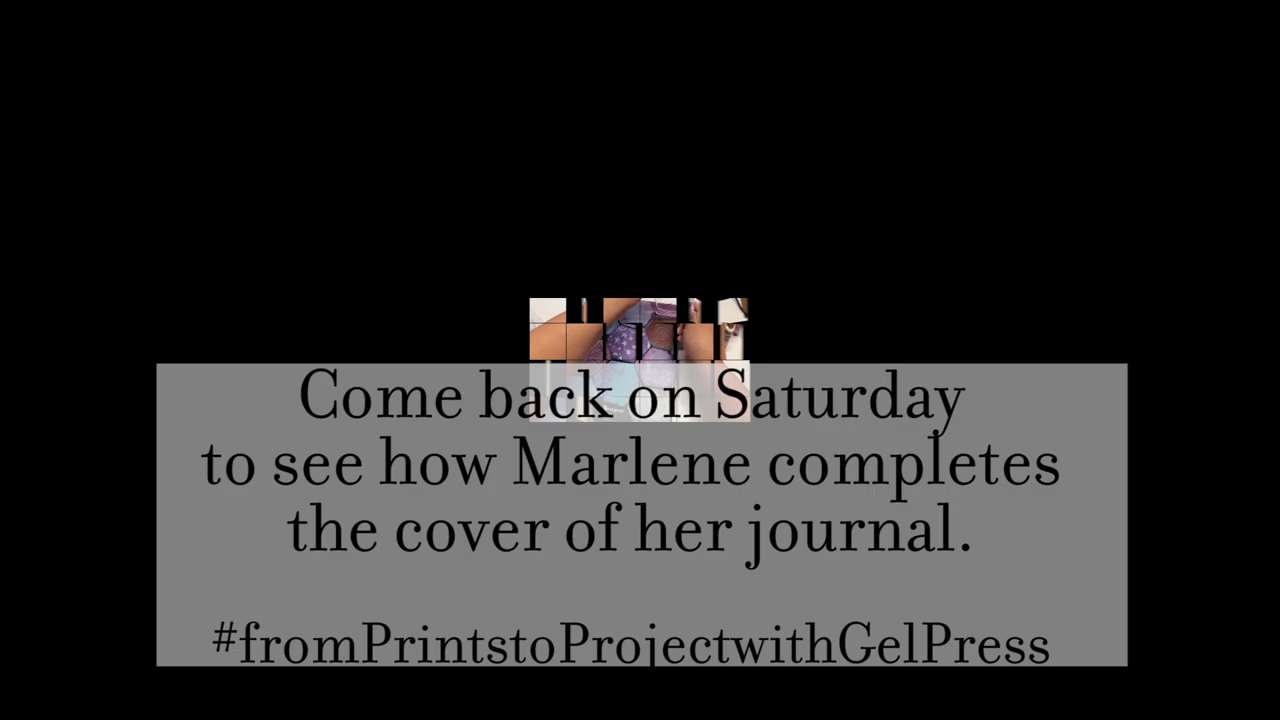 Come back on Saturday
to see how Marlene completes
the cover of her journal.
#fromPrintstoProjectwithGelPress